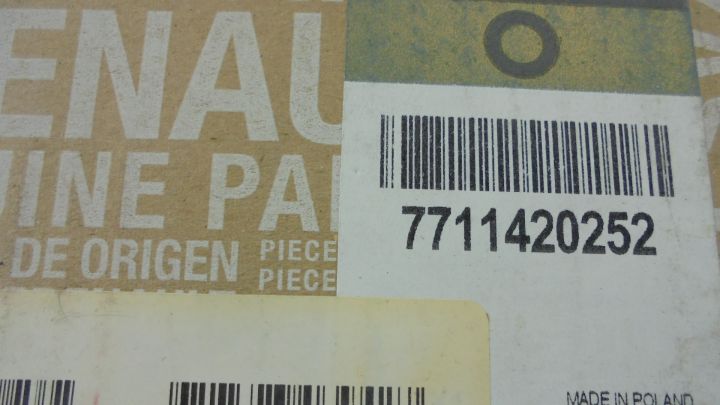 ENAU
UINE PA
DE ORIGEN PIECE
PIECE
7711420252
MADE IN POLAND